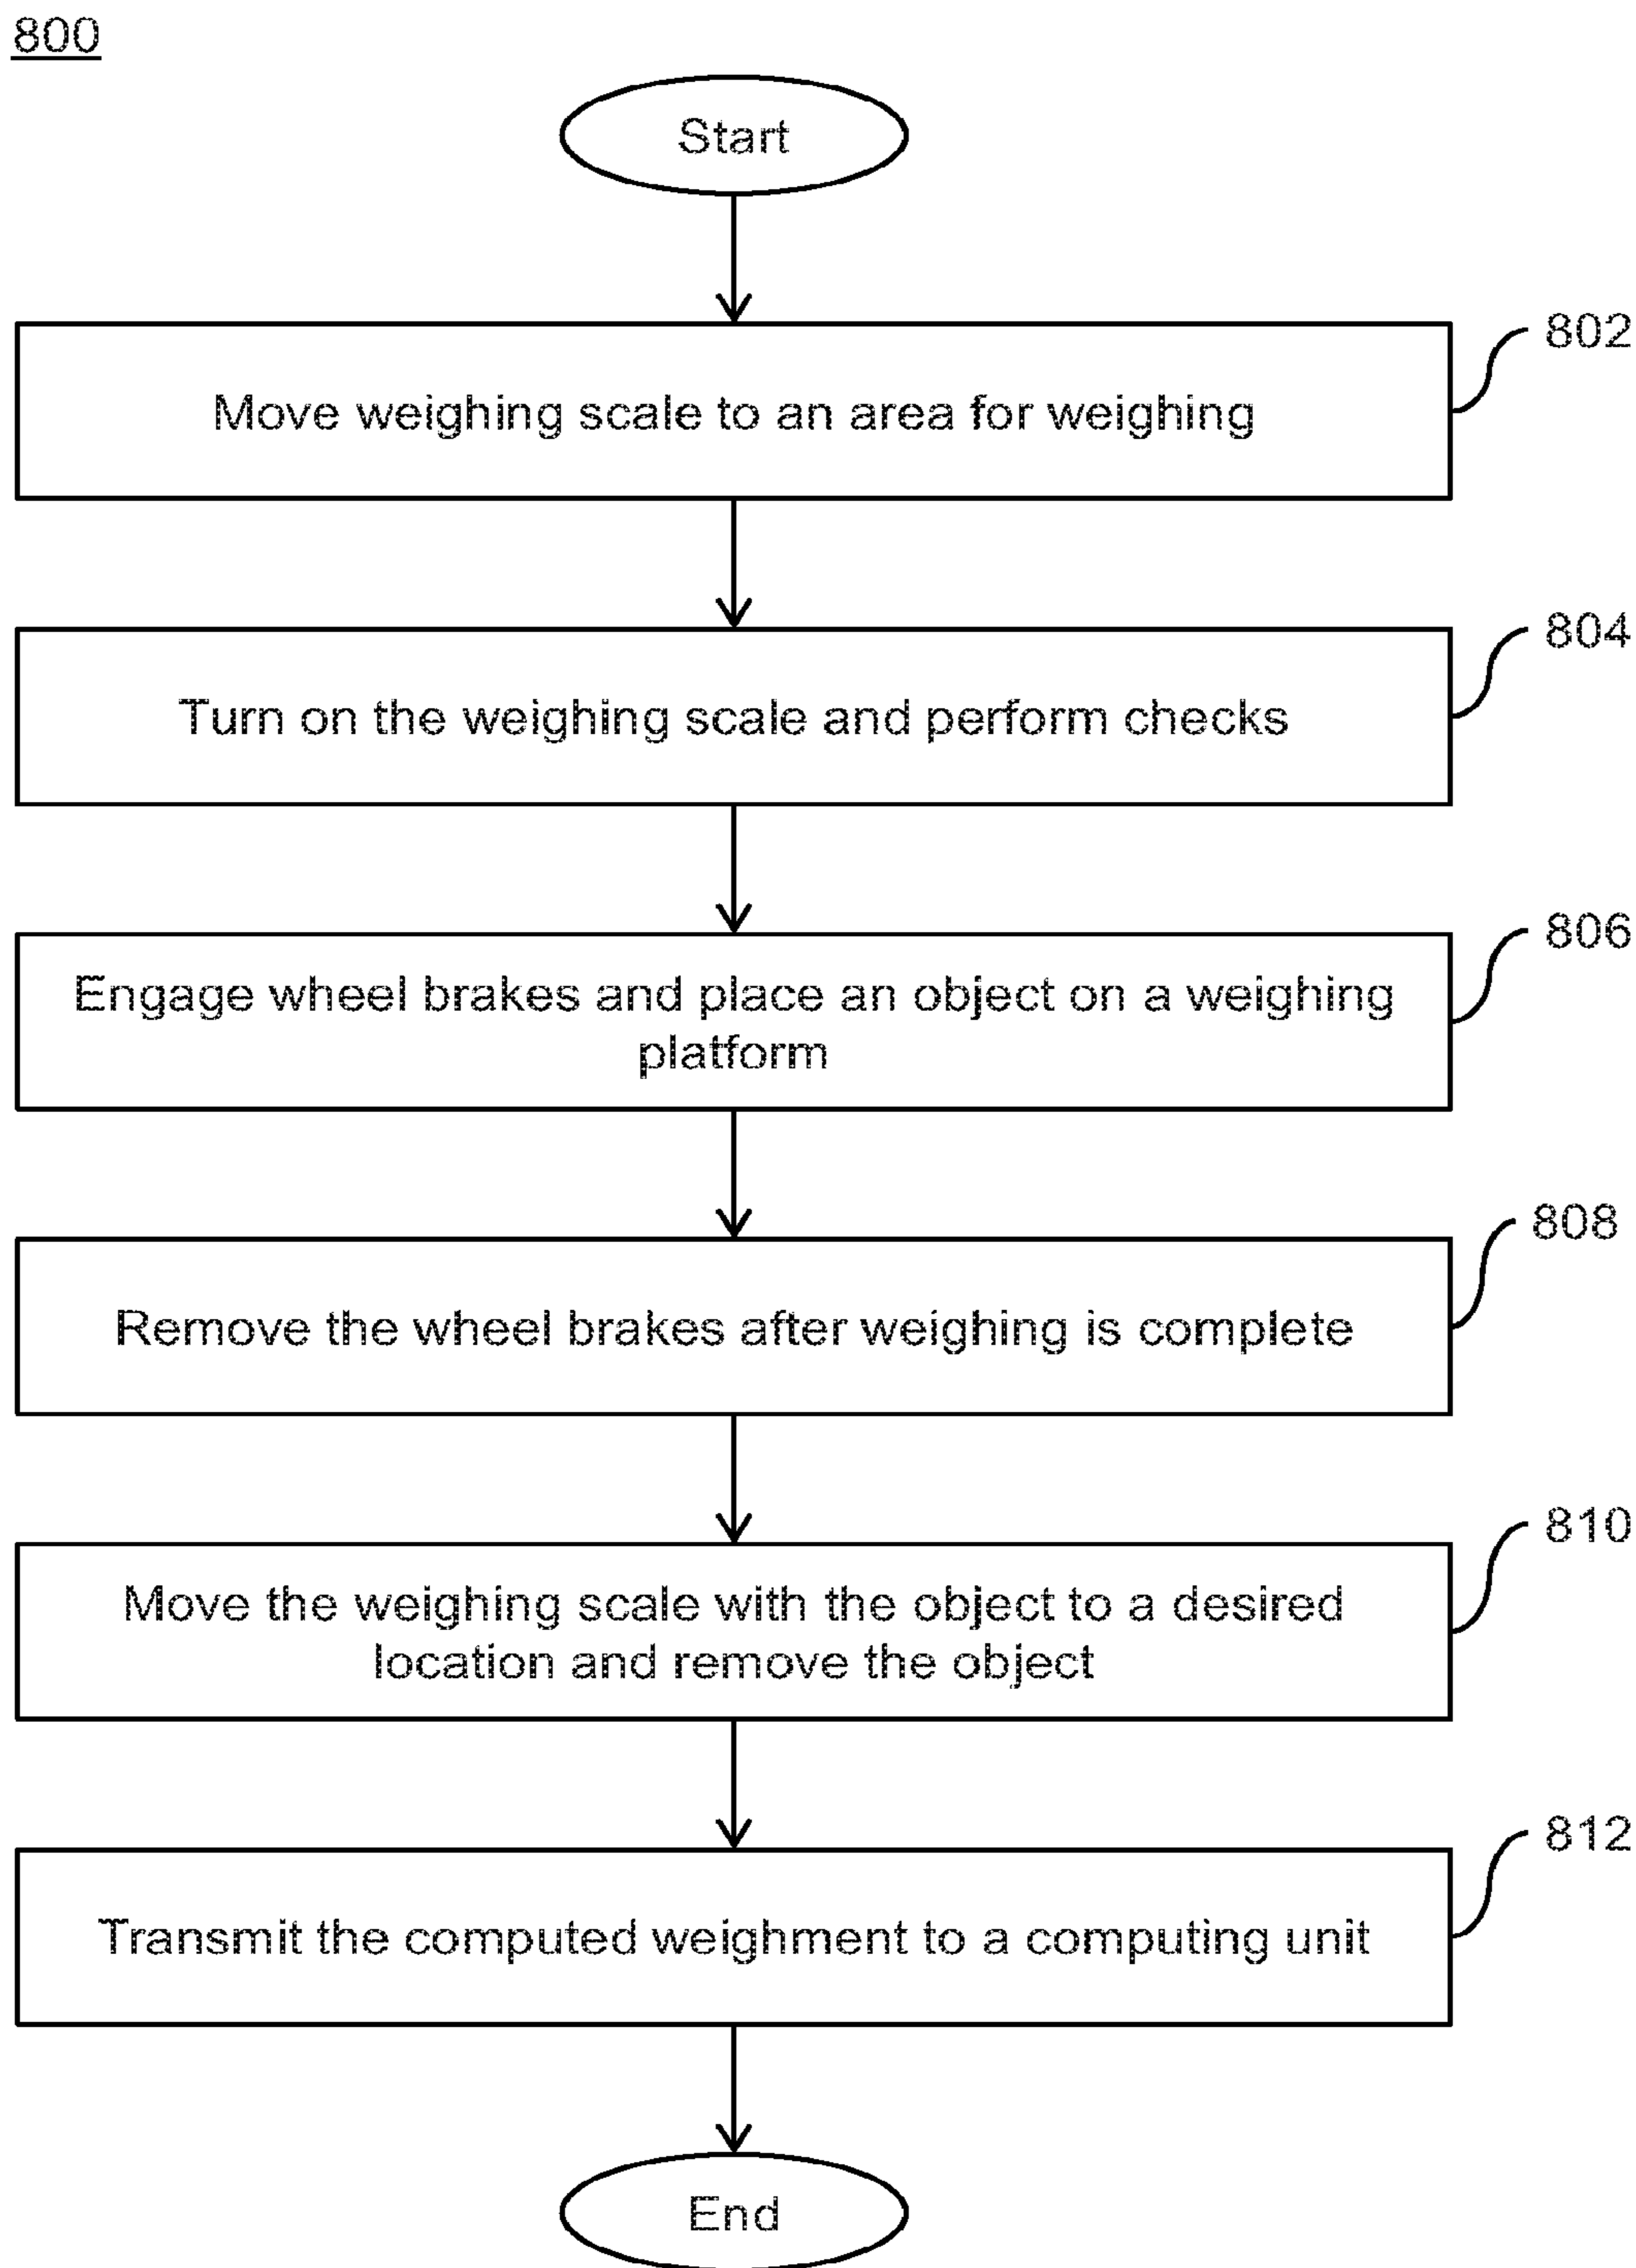 800
Start
802
Move weighing scale to an area for weighing
804
Turn on the weighing scale and perform checks
806
Engage wheel brakes and place an object on a weighing
platform
808
Remove the wheel brakes after weighing is complete
810
Move the weighing scale with the object to a desired
location and remove the object
812
Transmit the computed weighment to a computing unit
End